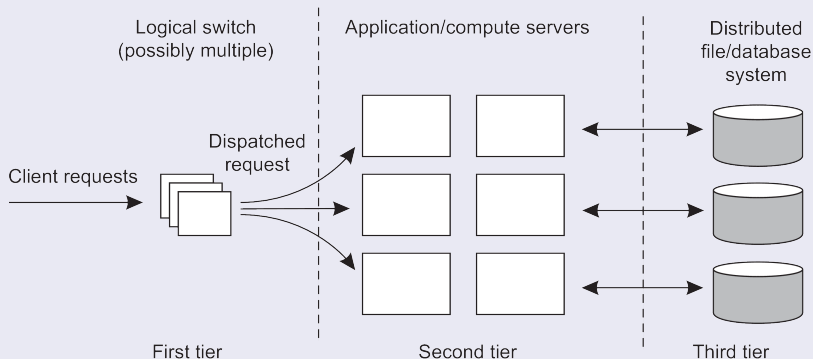 Logical switch
(possibly multiple)
Application/compute servers
Distributed
file/database
system
Dispatched
request
Client requests
First tier
Second tier
Third tier